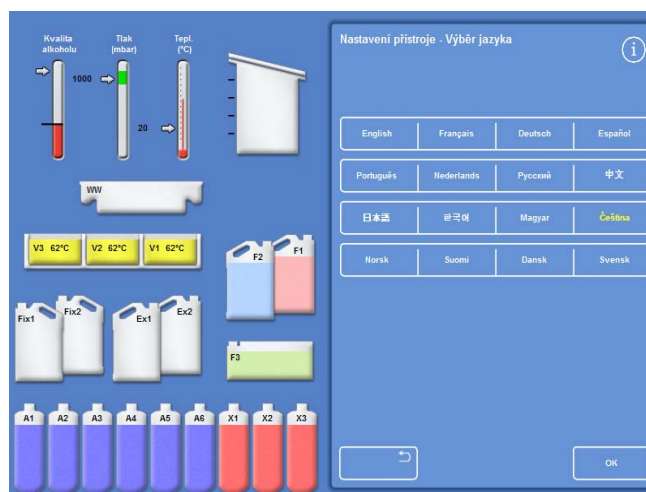 Kvalita alkoholu
Tlak (mbar)
Tepl. (°C)
1000
20
WW
V3 62°C
V2 62°C
V1 62°C
F2
F1
Fix1
Fix2
Ex1
Ex2
F3
A1
A2
A3
A4
A5
A6
X1
X2
X3
Nastavení přístroje - Výběr jazyka
i
English Français Deutsch Español
Português Nederlands Русский 中文
日本語 한국어 Magyar Čeština
Norsk Suomi Dansk Svensk
OK